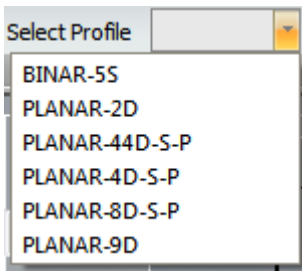 Select Profile
BINAR-5S
PLANAR-2D
PLANAR-44D-S-P
PLANAR-4D-S-P
PLANAR-8D-S-P
PLANAR-9D